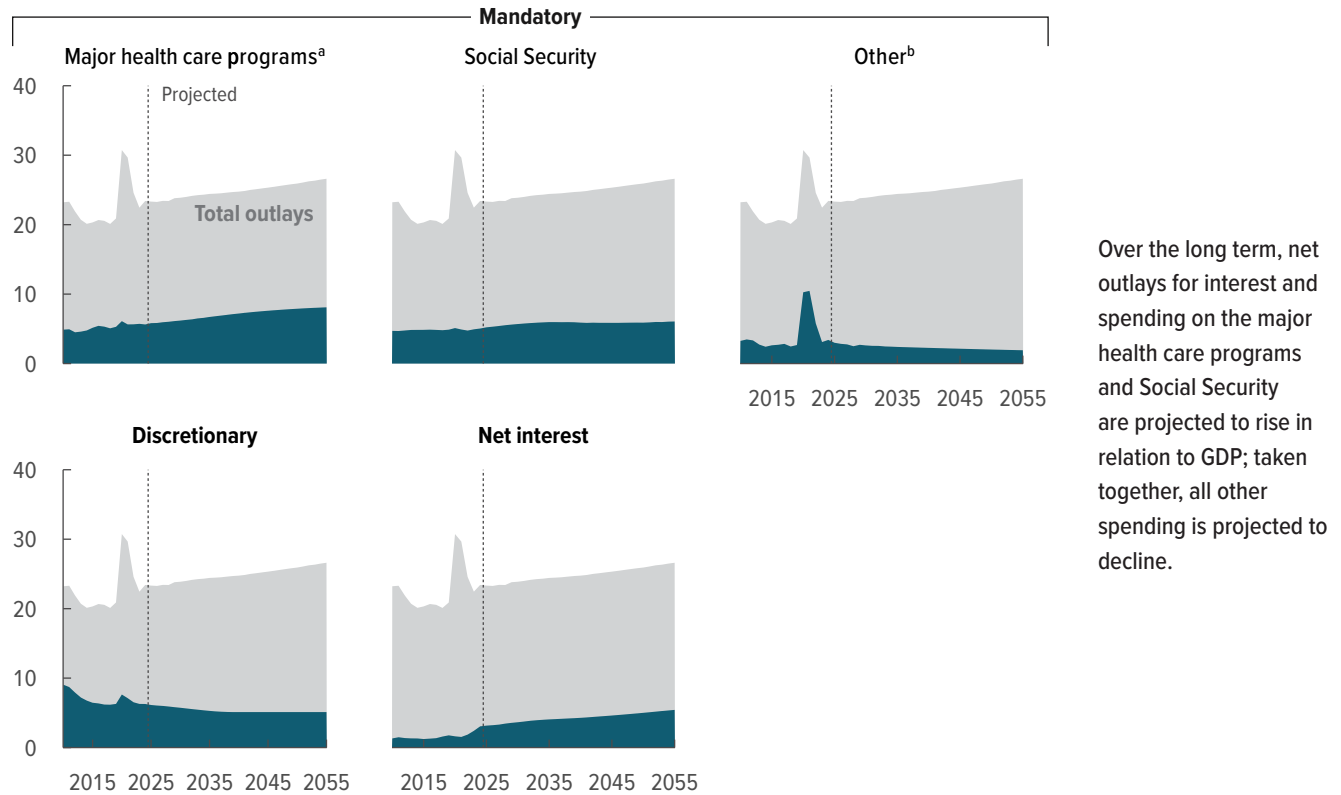 Mandatory
Major health care programsᵃ
Social Security
Otherᵇ
40
30
20
10
0
Projected
Total outlays
2015 2025 2035 2045 2055
Over the long term, net
outlays for interest and
spending on the major
health care programs
and Social Security
are projected to rise in
relation to GDP; taken
together, all other
spending is projected to
decline.
Discretionary
Net interest
40
30
20
10
0
2015 2025 2035 2045 2055
2015 2025 2035 2045 2055